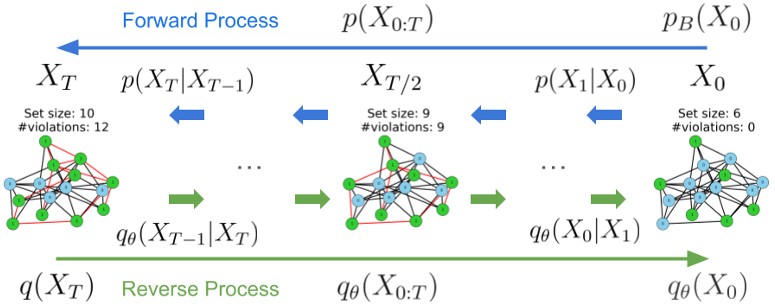 Forward Process p(X_{0:T}) p_B(X_0)
X_T p(X_T|X_{T−1}) X_{T/2} p(X_1|X_0) X_0
Set size: 10
#violations: 12
Set size: 9
#violations: 9
Set size: 6
#violations: 0
... ...
q_θ(X_{T−1}|X_T) q_θ(X_0|X_1)
q(X_T) Reverse Process q_θ(X_{0:T}) q_θ(X_0)